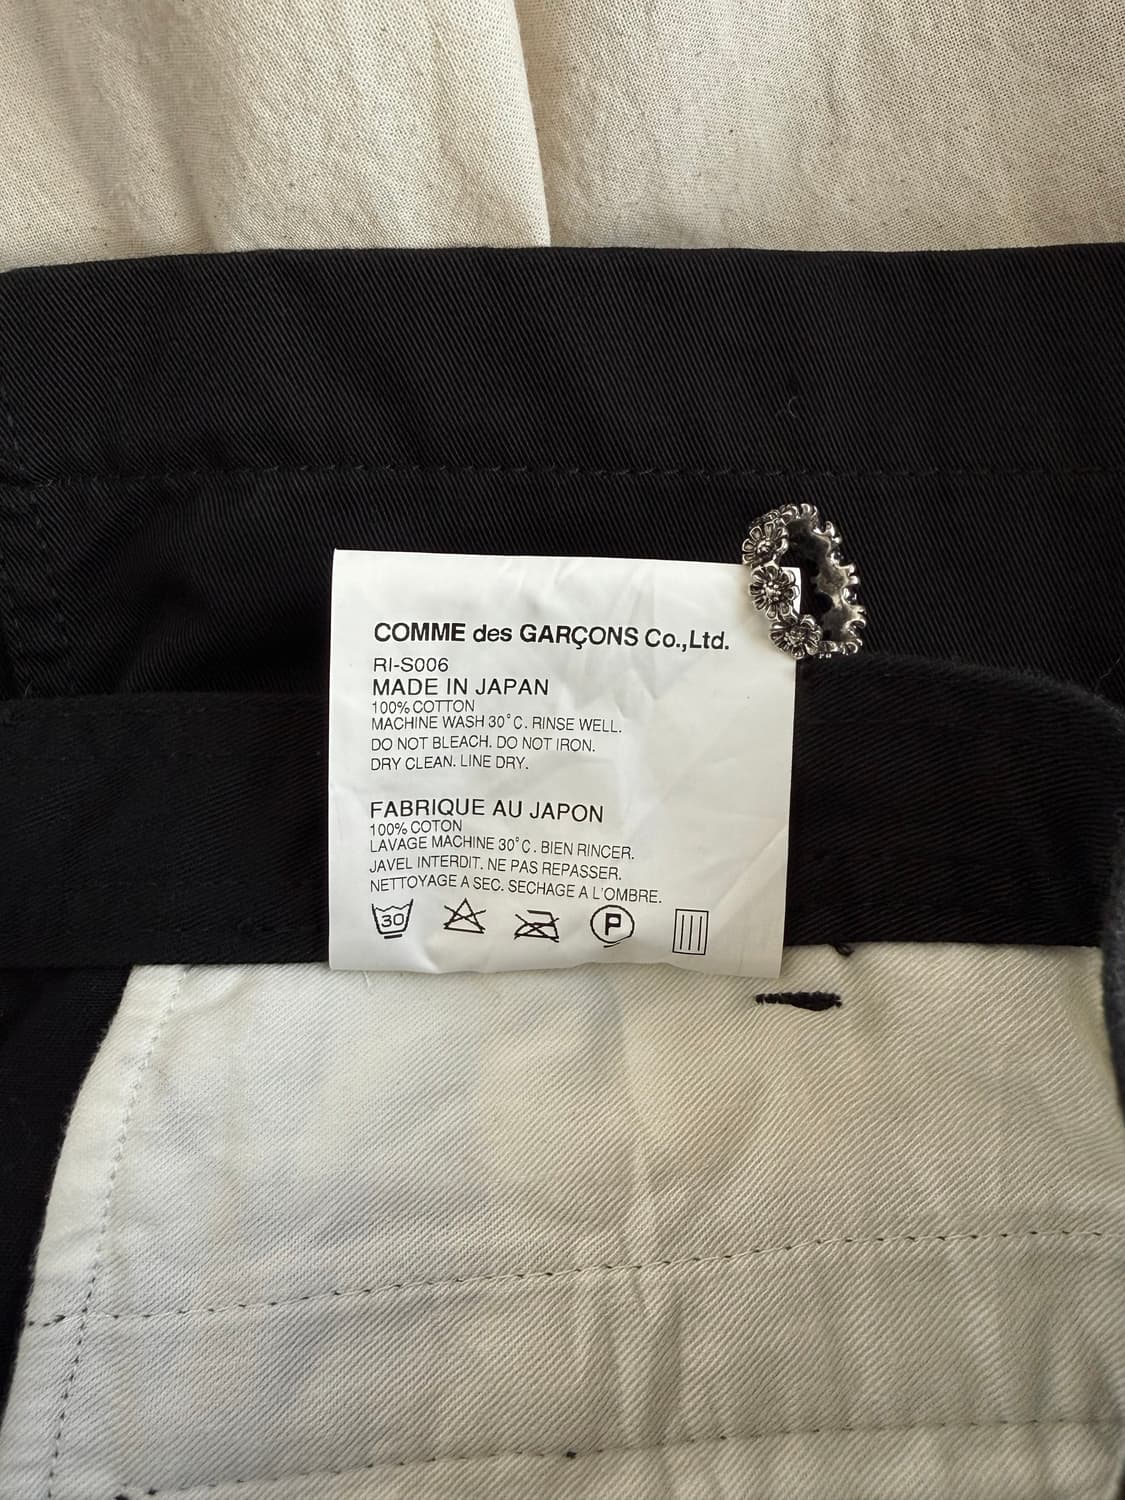 COMME des GARÇONS Co.,Ltd.
RI-S006
MADE IN JAPAN
100% COTTON
MACHINE WASH 30°C. RINSE WELL.
DO NOT BLEACH. DO NOT IRON.
DRY CLEAN. LINE DRY.
FABRIQUE AU JAPON
100% COTON
LAVAGE MACHINE 30°C. BIEN RINCER.
JAVEL INTERDIT. NE PAS REPASSER.
NETTOYAGE A SEC. SECHAGE A L'OMBRE.
30 P